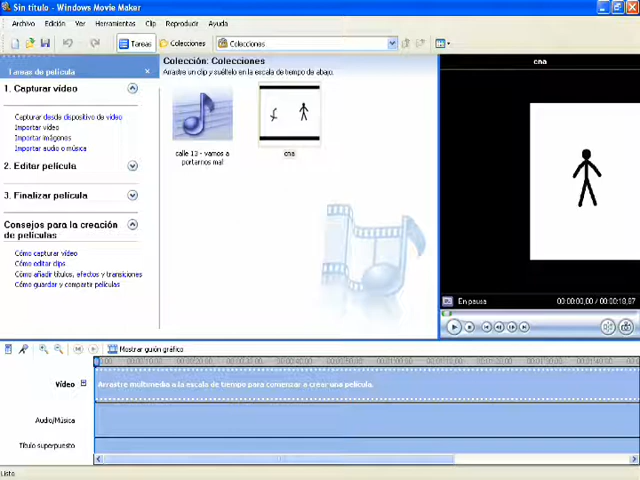 Sin título - Windows Movie Maker
Archivo Edición Ver Herramientas Clip Reproducir Ayuda
Tareas Colecciones Colecciones
Tareas de película
1. Capturar vídeo
Capturar desde dispositivo de vídeo
Importar vídeo
Importar imágenes
Importar audio o música
2. Editar película
3. Finalizar película
Consejos para la creación
de películas
Cómo capturar vídeo
Cómo editar clips
Cómo añadir títulos, efectos y transiciones
Cómo guardar y compartir películas
Colección: Colecciones
Arrastre un clip y suéltelo en la escala de tiempo de abajo.
calle 13 - vamos a
portarnos mal
cna
cna
En pausa
00:00:00,00 / 00:00:18,87
Mostrar guión gráfico
Vídeo
Arrastre multimedia a la escala de tiempo para comenzar a crear una película.
Audio/Música
Título superpuesto
Listo